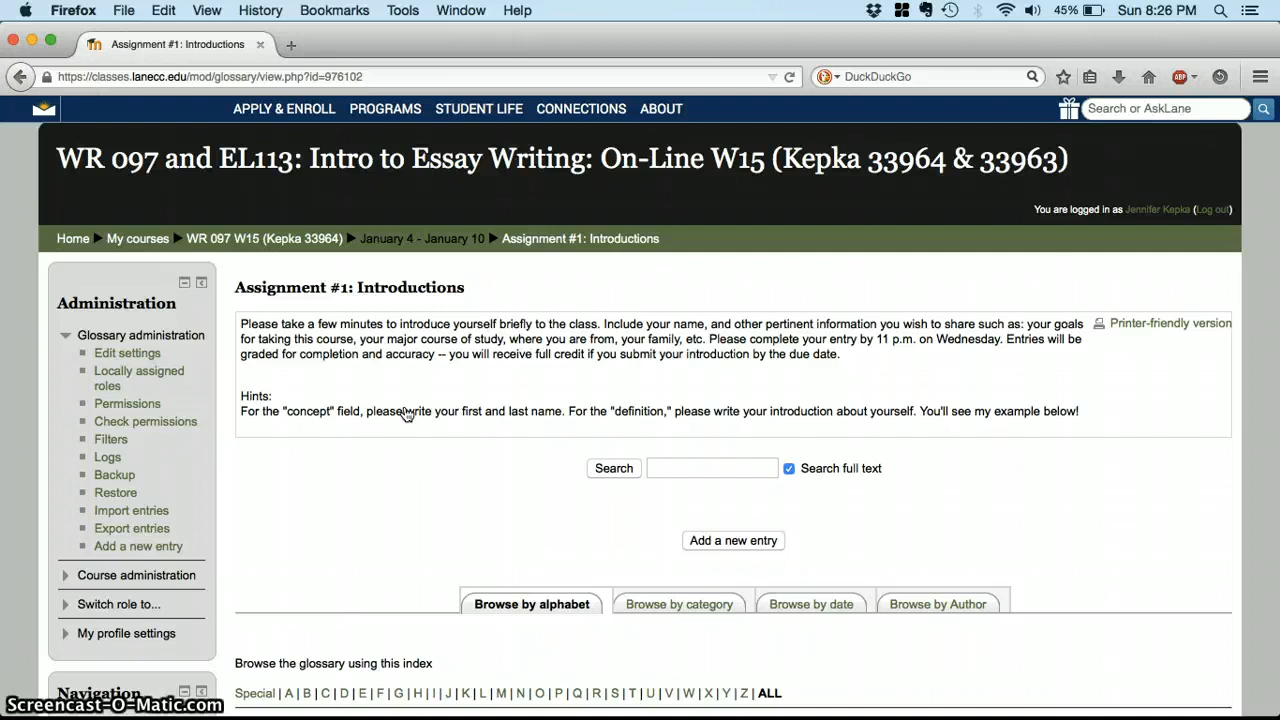 Firefox File Edit View History Bookmarks Tools Window Help 45% Sun 8:26 PM
Assignment #1: Introductions
https://classes.lanecc.edu/mod/glossary/view.php?id=976102 DuckDuckGo ABP
APPLY & ENROLL PROGRAMS STUDENT LIFE CONNECTIONS ABOUT Search or AskLane
WR 097 and EL113: Intro to Essay Writing: On-Line W15 (Kepka 33964 & 33963)
You are logged in as Jennifer Kepka (Log out)
Home ▶ My courses ▶ WR 097 W15 (Kepka 33964) ▶ January 4 - January 10 ▶ Assignment #1: Introductions
Administration
Glossary administration
Edit settings
Locally assigned
roles
Permissions
Check permissions
Filters
Logs
Backup
Restore
Import entries
Export entries
Add a new entry
Course administration
Switch role to...
My profile settings
Navigation
Assignment #1: Introductions
Please take a few minutes to introduce yourself briefly to the class. Include your name, and other pertinent information you wish to share such as: your goals
for taking this course, your major course of study, where you are from, your family, etc. Please complete your entry by 11 p.m. on Wednesday. Entries will be
graded for completion and accuracy -- you will receive full credit if you submit your introduction by the due date.
Printer-friendly version
Hints:
For the "concept" field, please write your first and last name. For the "definition," please write your introduction about yourself. You'll see my example below!
Search Search full text
Add a new entry
Browse by alphabet Browse by category Browse by date Browse by Author
Browse the glossary using this index
Special | A | B | C | D | E | F | G | H | I | J | K | L | M | N | O | P | Q | R | S | T | U | V | W | X | Y | Z | ALL
Screencast-O-Matic.com